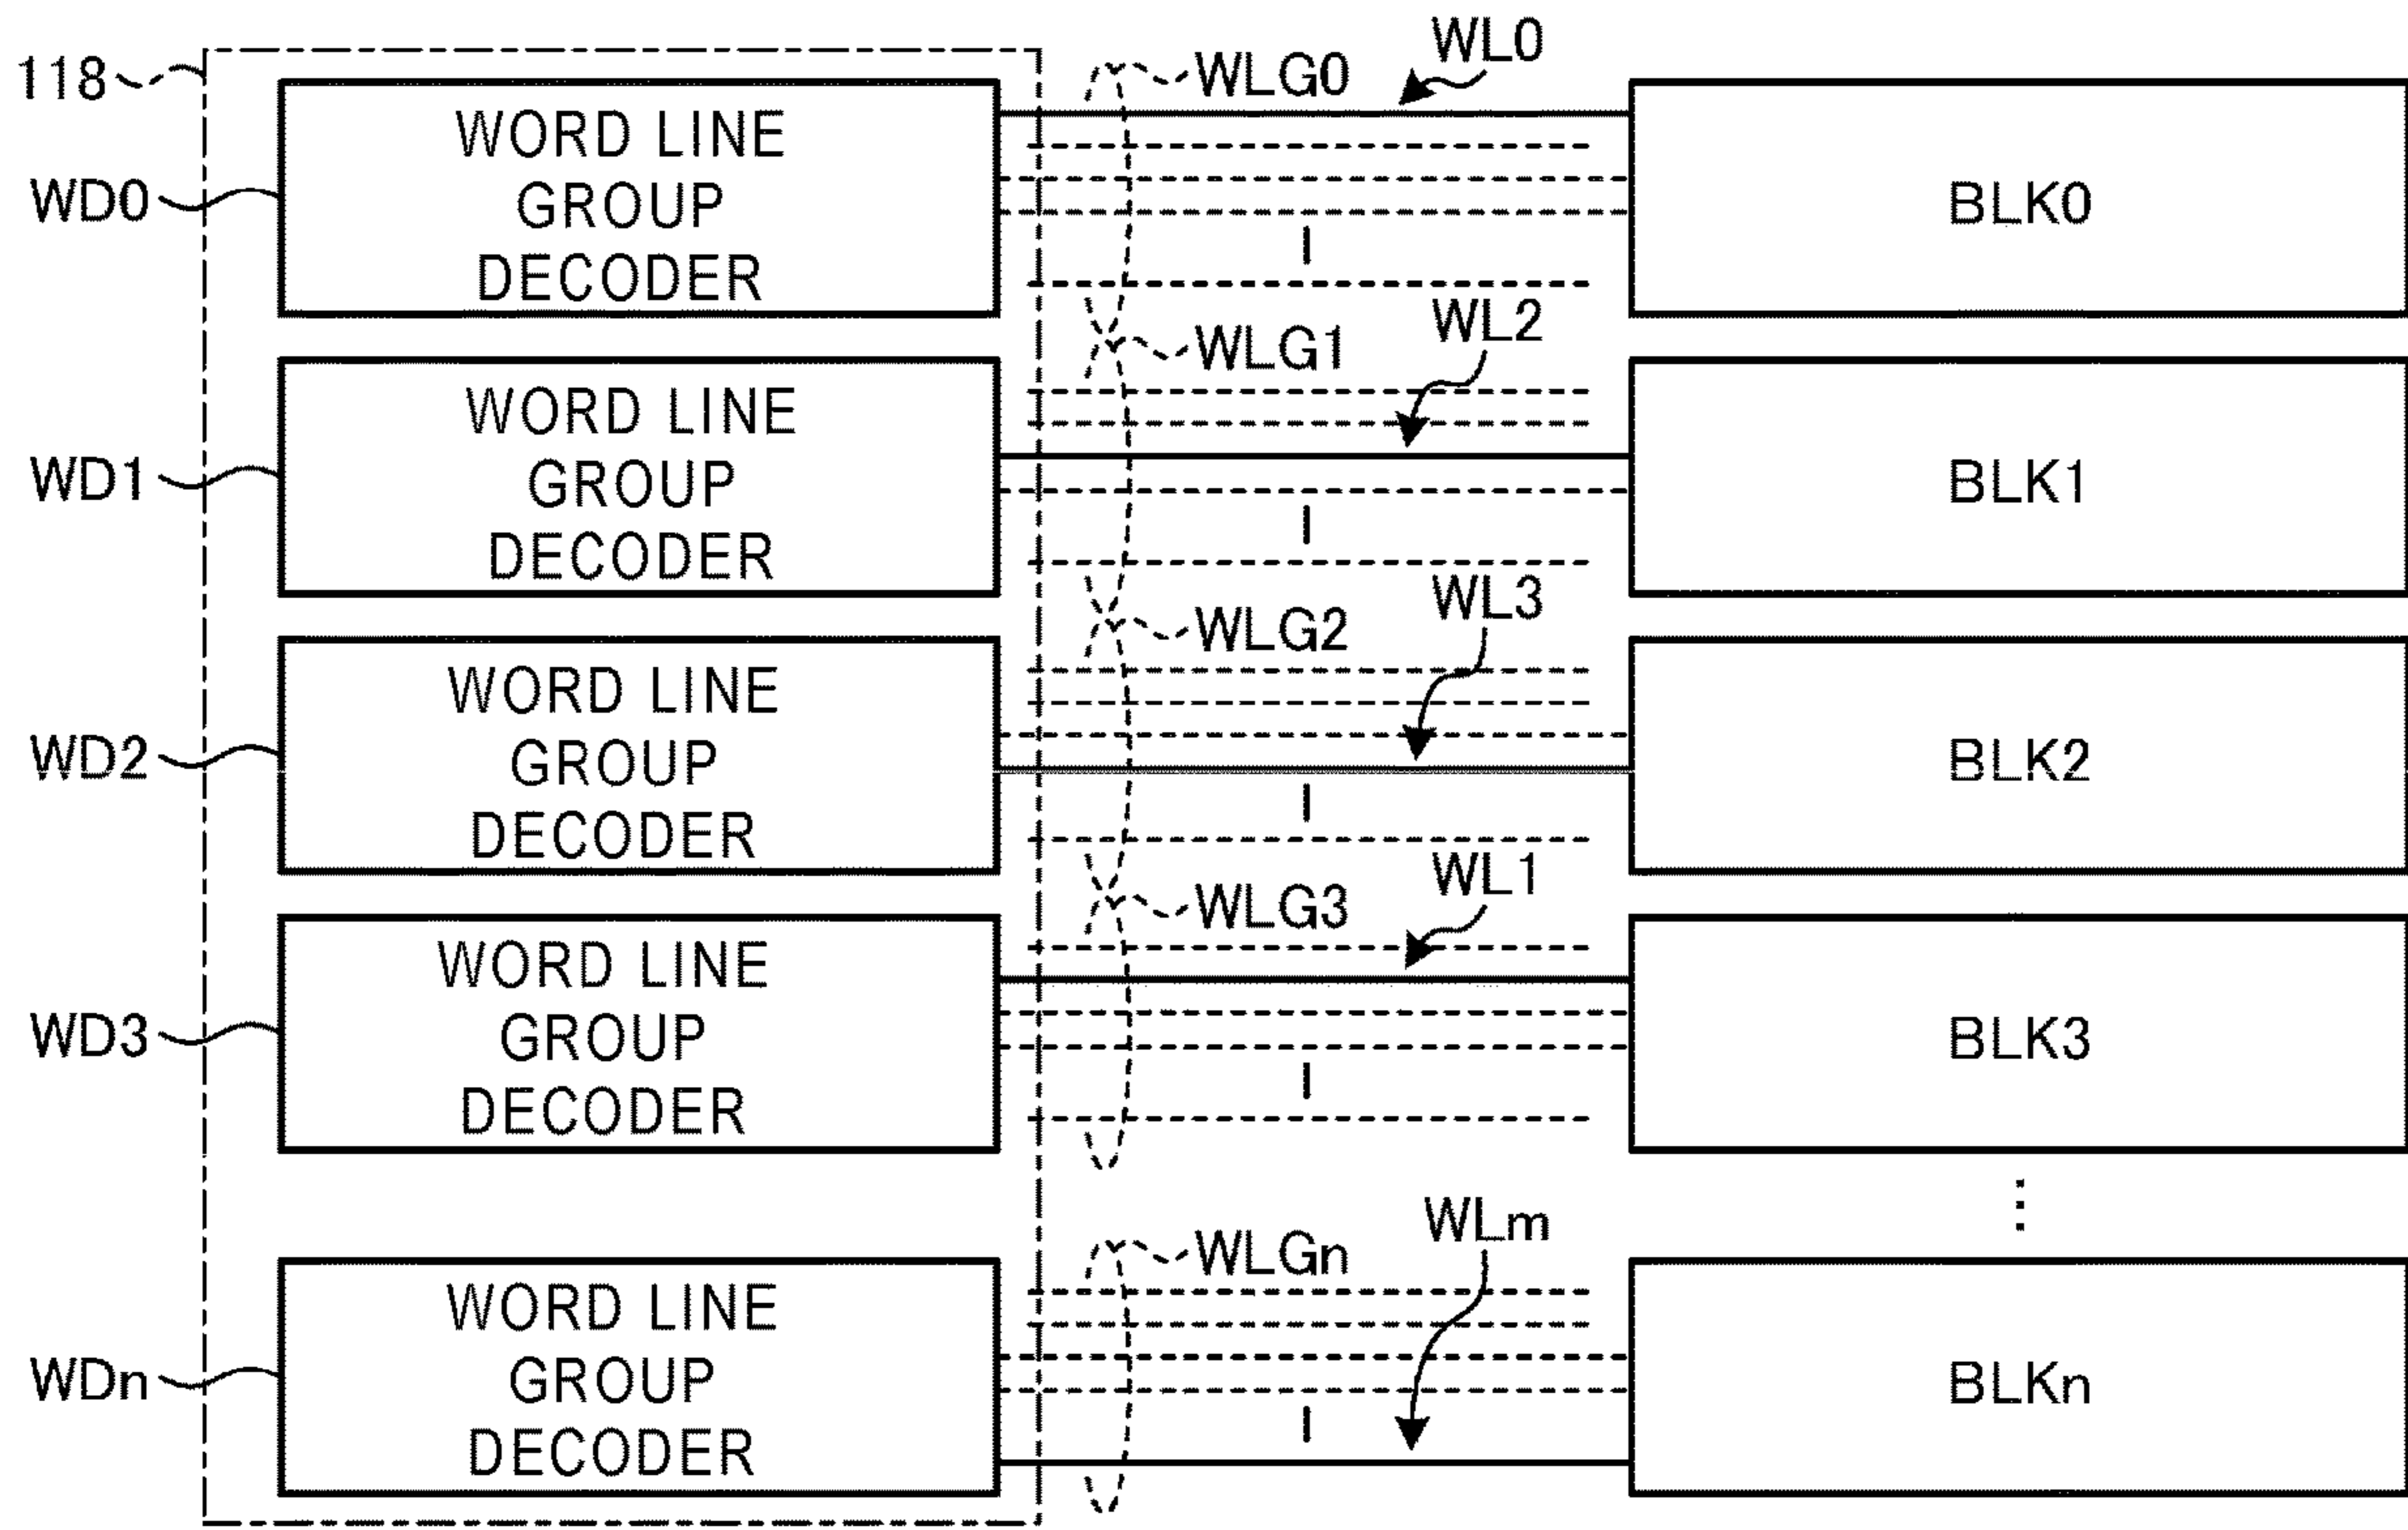 118
WLG0
WL0
WORD LINE
GROUP
DECODER
WD0
BLK0
WLG1
WL2
WORD LINE
GROUP
DECODER
WD1
BLK1
WLG2
WL3
WORD LINE
GROUP
DECODER
WD2
BLK2
WLG3
WL1
WORD LINE
GROUP
DECODER
WD3
BLK3
WLGn
WLm
WORD LINE
GROUP
DECODER
WDn
BLKn